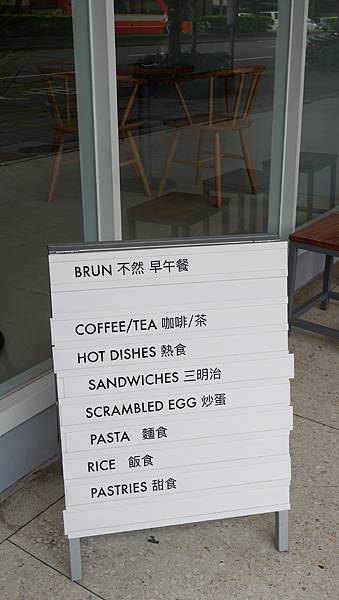 BRUN 不然 早午餐
COFFEE/TEA 咖啡/茶
HOT DISHES 熱食
SANDWICHES 三明治
SCRAMBLED EGG 炒蛋
PASTA 麵食
RICE 飯食
PASTRIES 甜食